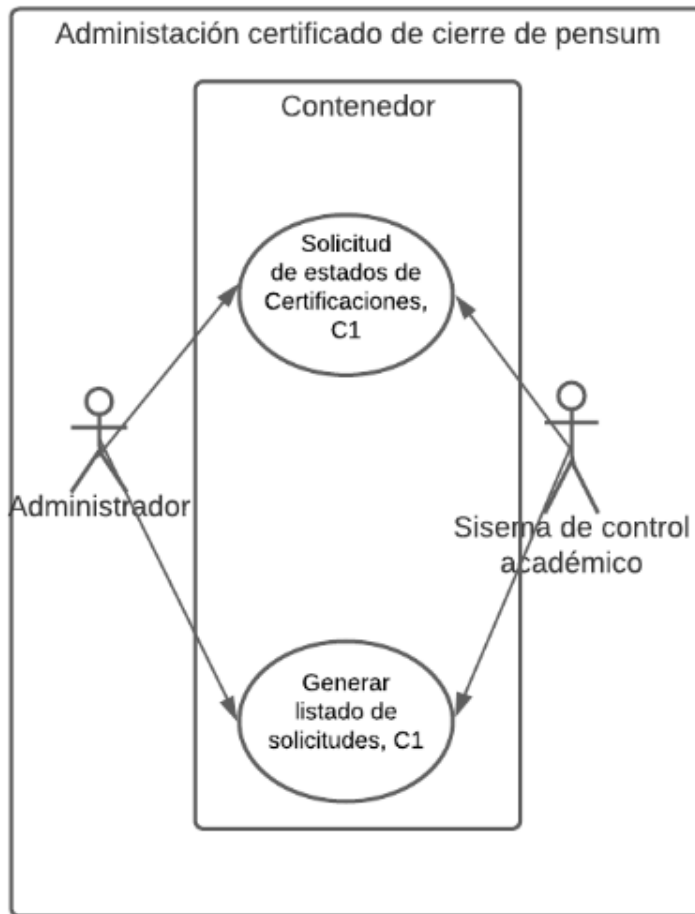 Administación certificado de cierre de pensum
Contenedor
Solicitud
de estados de
Certificaciones,
C1
Administrador
Sisema de control
académico
Generar
listado de
solicitudes, C1